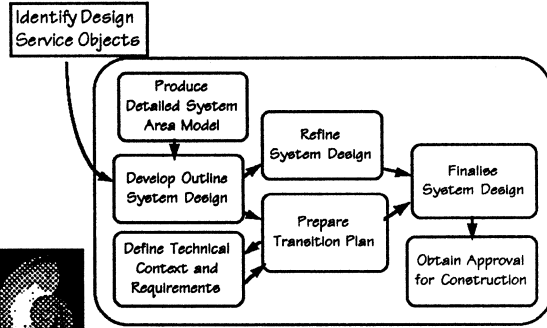 Identify Design
Service Objects
Produce
Detailed System
Area Model
Develop Outline
System Design
Define Technical
Context and
Requirements
Refine
System Design
Prepare
Transition Plan
Finalise
System Design
Obtain Approval
for Construction